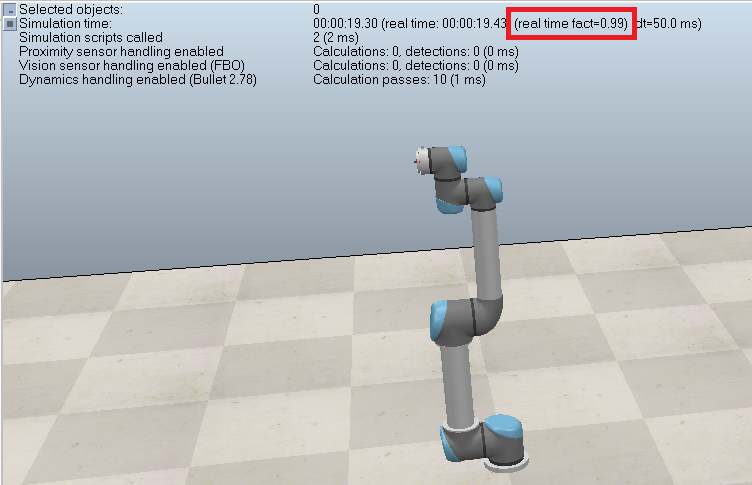 Selected objects: 0
Simulation time: 00:00:19.30 (real time: 00:00:19.43 (real time fact=0.99) dt=50.0 ms)
Simulation scripts called 2 (2 ms)
Proximity sensor handling enabled Calculations: 0, detections: 0 (0 ms)
Vision sensor handling enabled (FBO) Calculations: 0, detections: 0 (0 ms)
Dynamics handling enabled (Bullet 2.78) Calculation passes: 10 (1 ms)